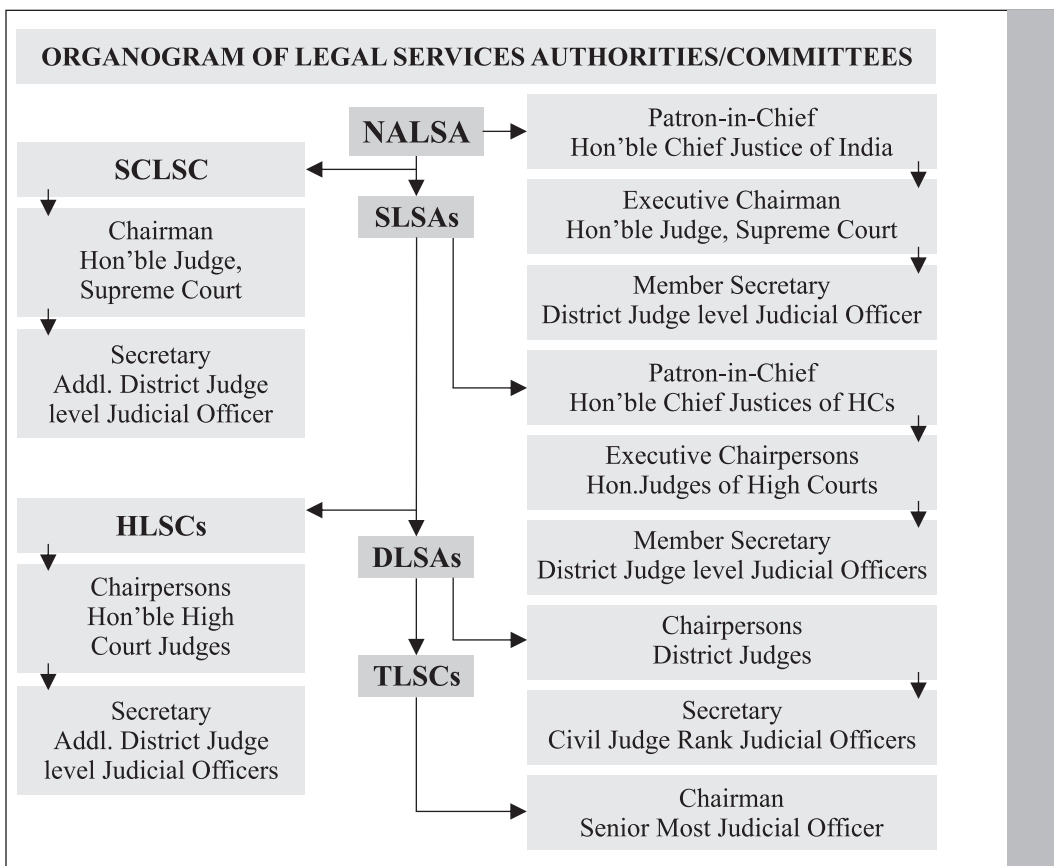 ORGANOGRAM OF LEGAL SERVICES AUTHORITIES/COMMITTEES
NALSA
Patron-in-Chief
Hon'ble Chief Justice of India
Executive Chairman
Hon'ble Judge, Supreme Court
Member Secretary
District Judge level Judicial Officer
SCLSC
Chairman
Hon'ble Judge,
Supreme Court
Secretary
Addl. District Judge
level Judicial Officer
SLSAs
Patron-in-Chief
Hon'ble Chief Justices of HCs
Executive Chairpersons
Hon.Judges of High Courts
Member Secretary
District Judge level Judicial Officers
HLSCs
Chairpersons
Hon'ble High
Court Judges
Secretary
Addl. District Judge
level Judicial Officers
DLSAs
Chairpersons
District Judges
Secretary
Civil Judge Rank Judicial Officers
TLSCs
Chairman
Senior Most Judicial Officer